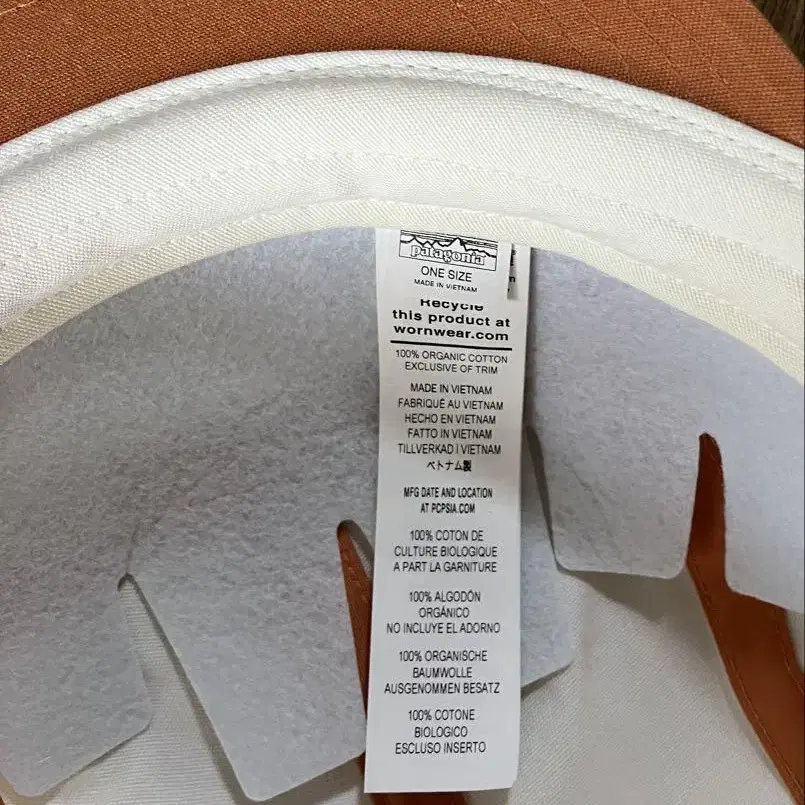 patagonia
ONE SIZE
MADE IN VIETNAM
Recycle
this product at
wornwear.com
100% ORGANIC COTTON
EXCLUSIVE OF TRIM
MADE IN VIETNAM
FABRIQUÉ AU VIETNAM
HECHO EN VIETNAM
FATTO IN VIETNAM
TILLVERKAD I VIETNAM
ベトナム製
MFG DATE AND LOCATION
AT PCPSIA.COM
100% COTON DE
CULTURE BIOLOGIQUE
A PART LA GARNITURE
100% ALGODÓN
ORGÁNICO
NO INCLUYE EL ADORNO
100% ORGANISCHE
BAUMWOLLE
AUSGENOMMEN BESATZ
100% COTONE
BIOLOGICO
ESCLUSO INSERTO